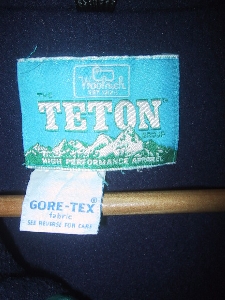 Woolrich
THE
TETON
GROUP
HIGH PERFORMANCE APPAREL
GORE-TEX®
fabric
SEE REVERSE FOR CARE